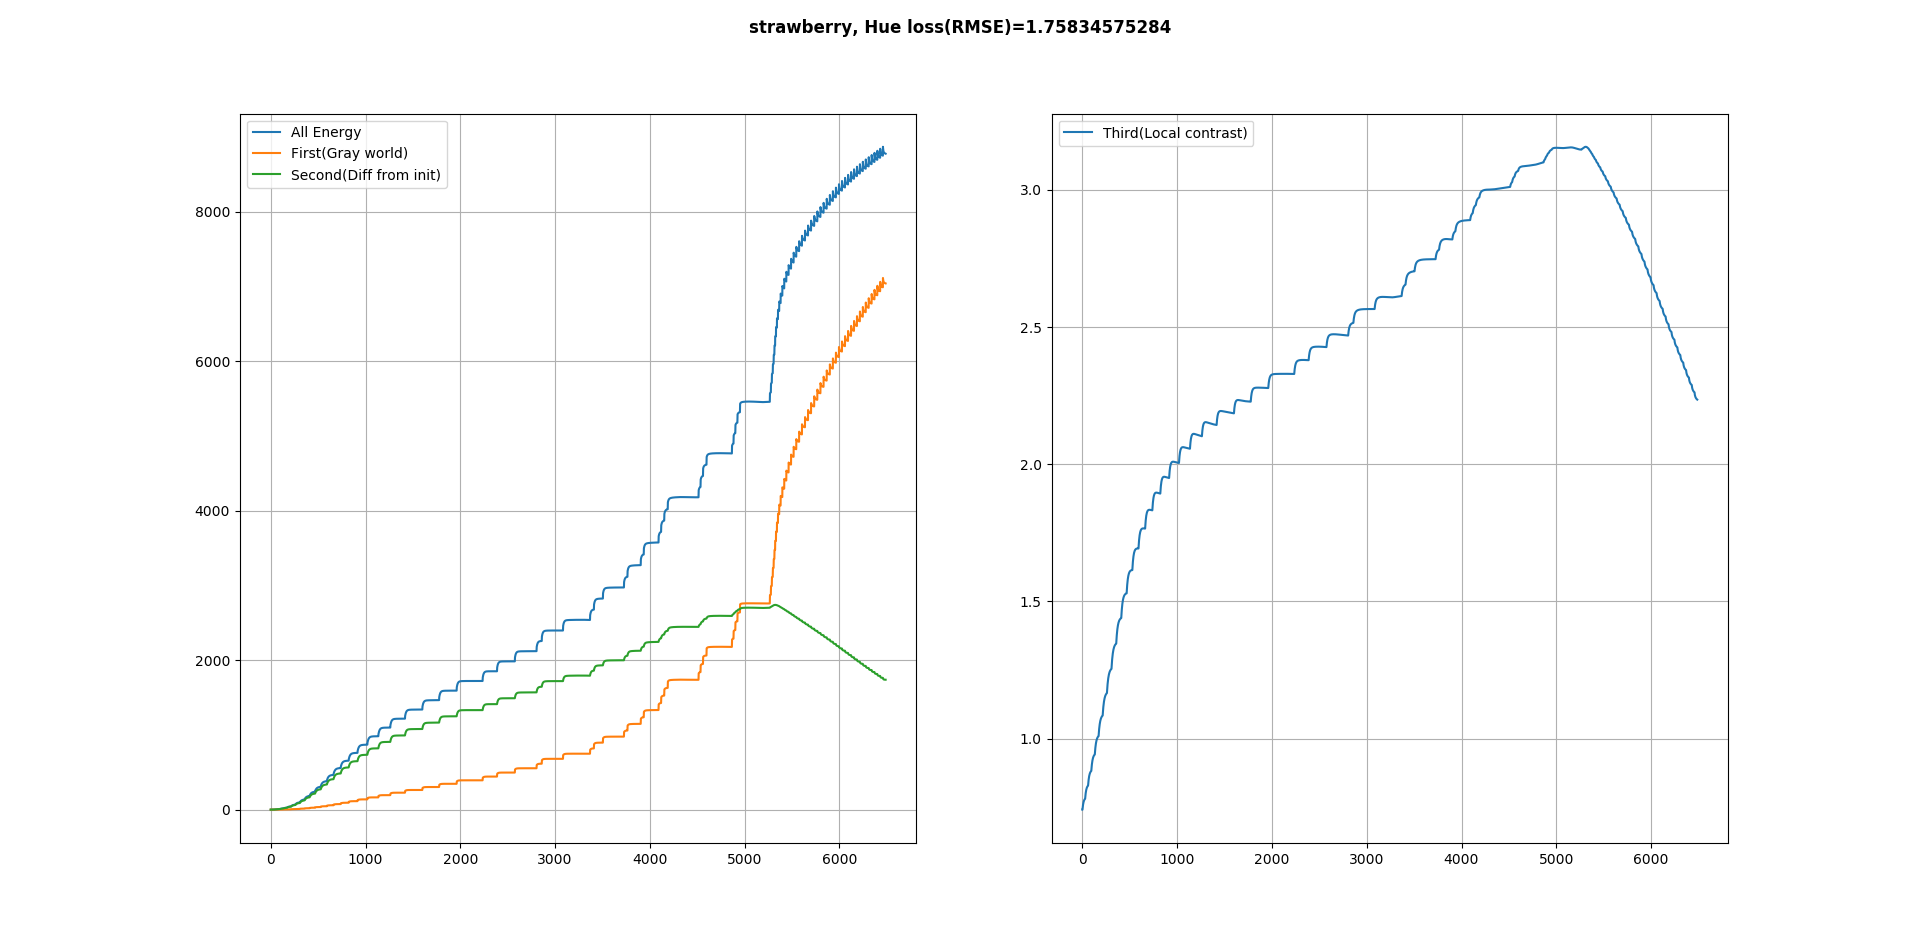 strawberry, Hue loss(RMSE)=1.75834575284
All Energy
First(Gray world)
Second(Diff from init)
8000
6000
4000
2000
0
0 1000 2000 3000 4000 5000 6000
Third(Local contrast)
3.0
2.5
2.0
1.5
1.0
0 1000 2000 3000 4000 5000 6000